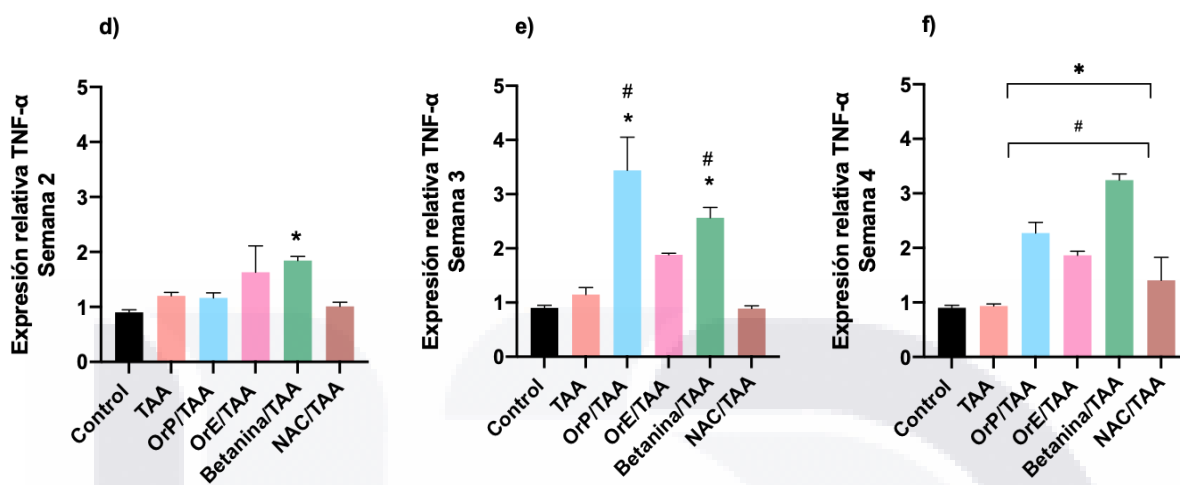 d)
Expresión relativa TNF-α
Semana 2
5
4
3
2
1
0
*
Control
TAA
OrP/TAA
OrE/TAA
Betanina/TAA
NAC/TAA
e)
Expresión relativa TNF-α
Semana 3
5
4
3
2
1
0
#
*
#
*
Control
TAA
OrP/TAA
OrE/TAA
Betanina/TAA
NAC/TAA
f)
Expresión relativa TNF-α
Semana 4
5
4
3
2
1
0
*
#
Control
TAA
OrP/TAA
OrE/TAA
Betanina/TAA
NAC/TAA